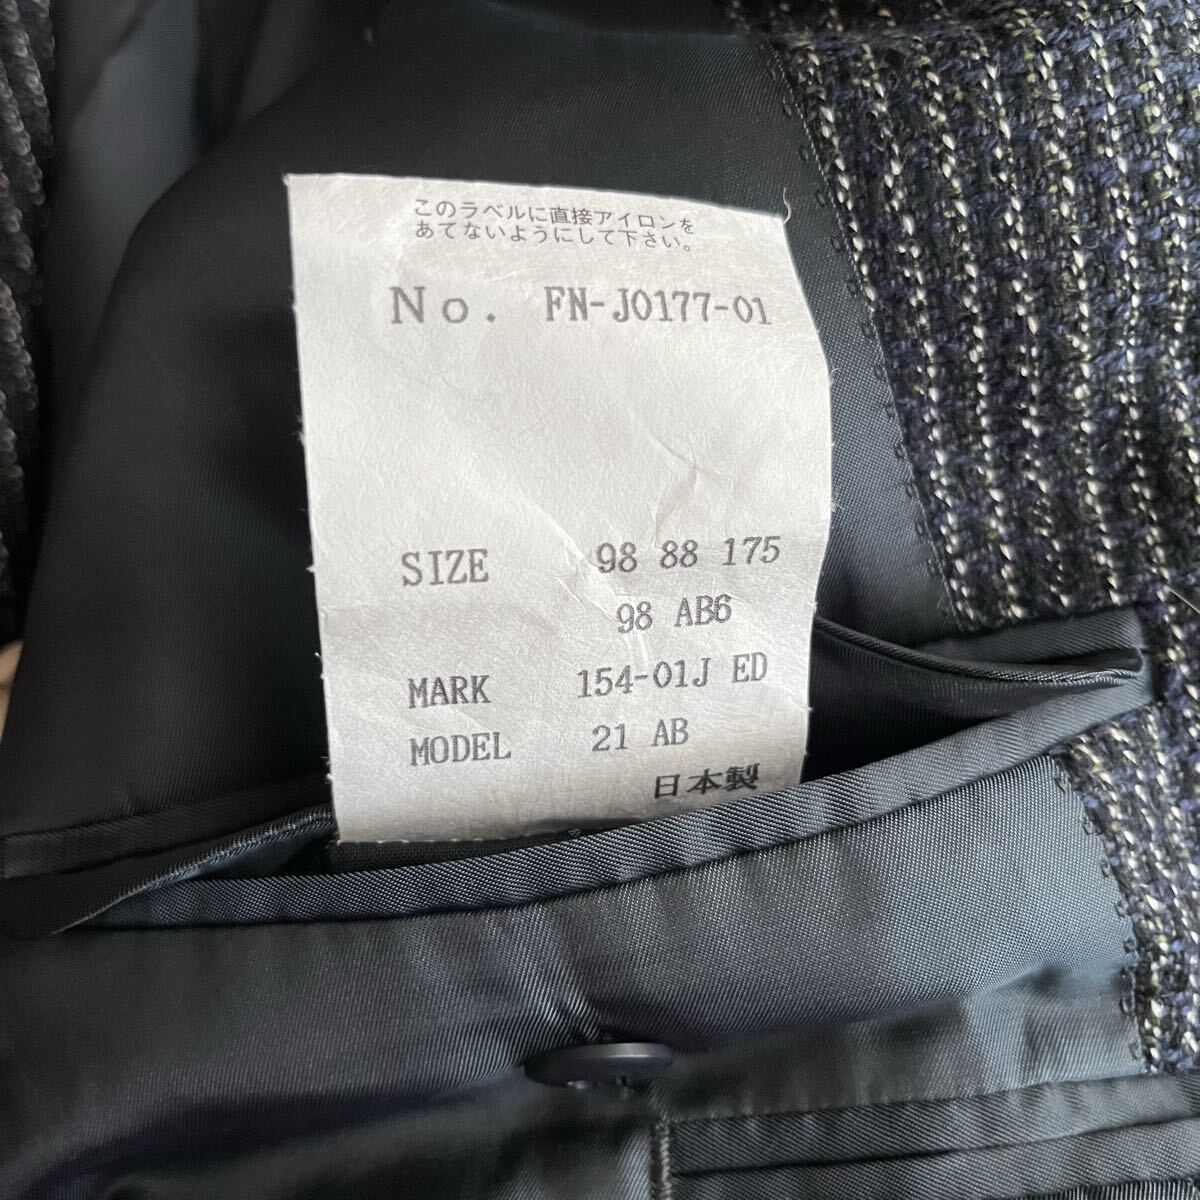 このラベルに直接アイロンを
あてないようにして下さい。
No. FN-J0177-01
SIZE 98 88 175
98 AB6
MARK 154-01J ED
MODEL 21 AB
日本製